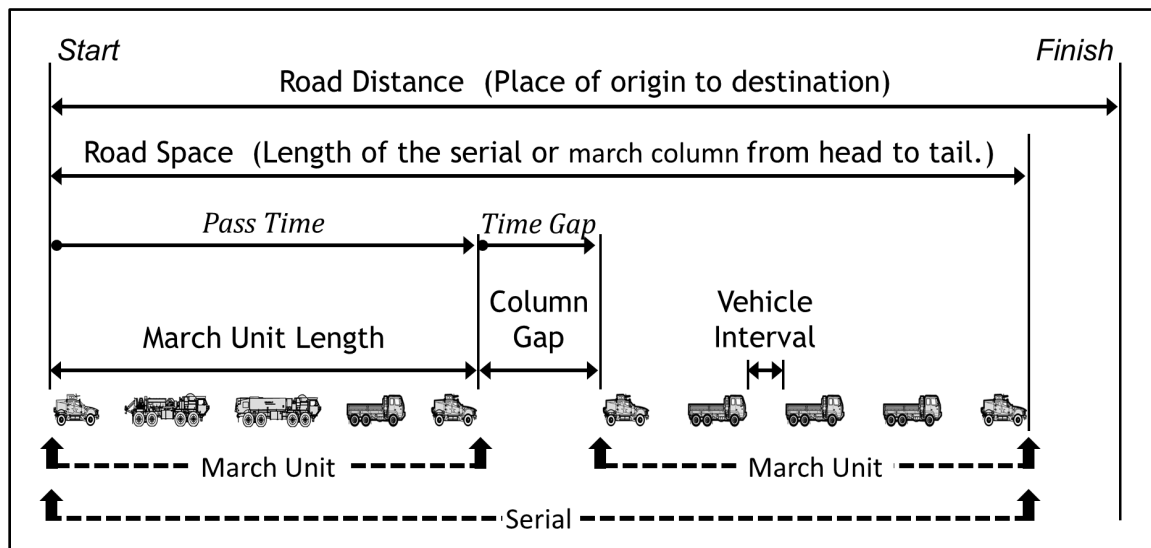 Start
Finish
Road Distance (Place of origin to destination)
Road Space (Length of the serial or march column from head to tail.)
Pass Time
Time Gap
March Unit Length
Column
Gap
Vehicle
Interval
March Unit
March Unit
Serial